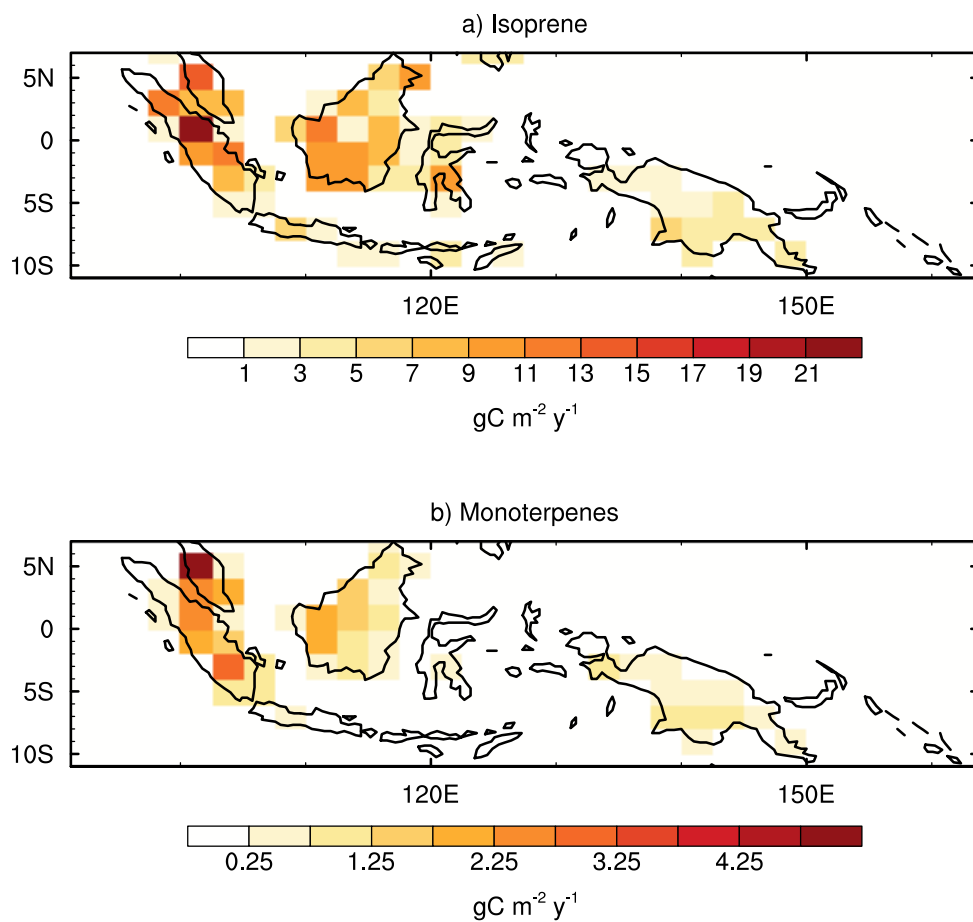 a) Isoprene
5N
0
5S
10S
120E 150E
1 3 5 7 9 11 13 15 17 19 21
gC m⁻² y⁻¹
b) Monoterpenes
5N
0
5S
10S
120E 150E
0.25 1.25 2.25 3.25 4.25
gC m⁻² y⁻¹